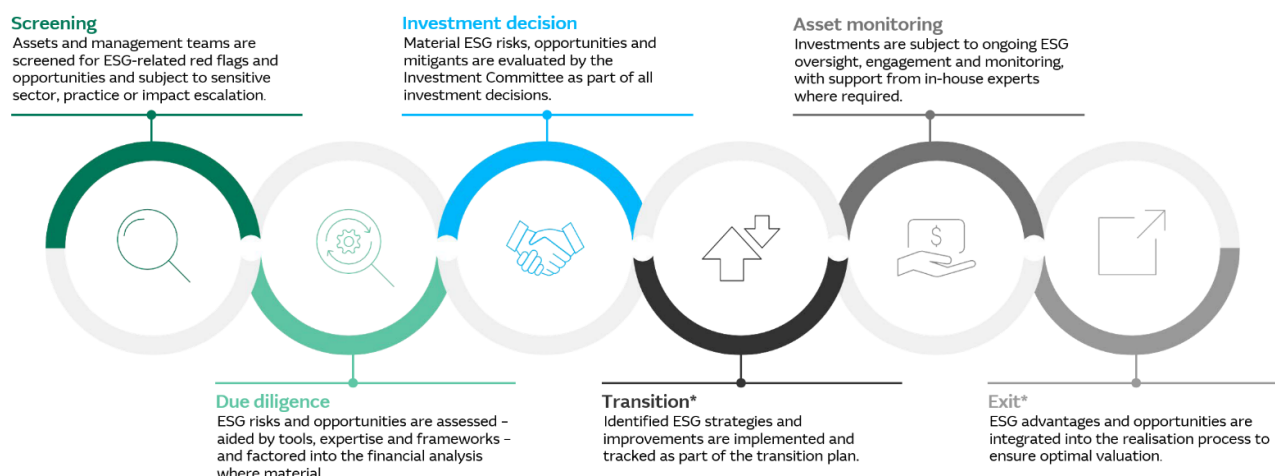 Screening
Assets and management teams are
screened for ESG-related red flags and
opportunities and subject to sensitive
sector, practice or impact escalation.
Investment decision
Material ESG risks, opportunities and
mitigants are evaluated by the
Investment Committee as part of all
investment decisions.
Asset monitoring
Investments are subject to ongoing ESG
oversight, engagement and monitoring,
with support from in-house experts
where required.
$
Due diligence
ESG risks and opportunities are assessed –
aided by tools, expertise and frameworks –
and factored into the financial analysis
where material.
Transition*
Identified ESG strategies and
improvements are implemented and
tracked as part of the transition plan.
Exit*
ESG advantages and opportunities are
integrated into the realisation process to
ensure optimal valuation.